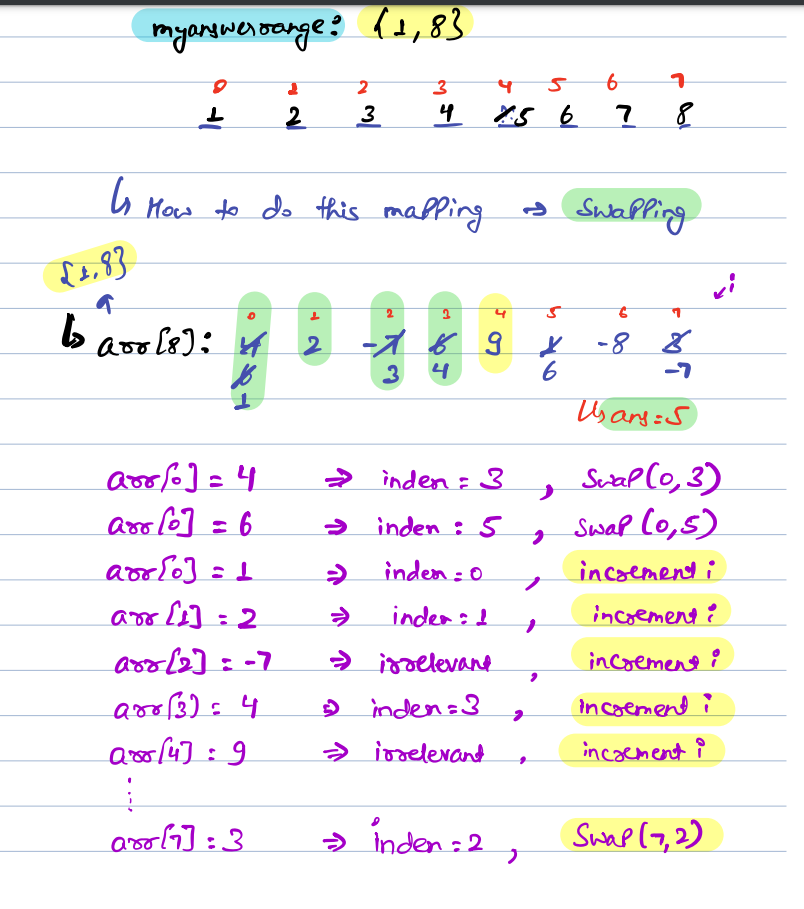 myanswerrange: {1,8}
0 1 2 3 4 5 6 7
1 2 3 4 5 6 7 8
↳ How to do this mapping → Swapping
{1,8}
i
0 1 2 3 4 5 6 7
↳ arr[8]: 4 2 -7 6 9 1 -8 3
6 3 4 6 -7
1
↳ ans=5
arr[0] = 4 ⇒ index = 3 , Swap(0,3)
arr[0] = 6 ⇒ index : 5 , swap (0,5)
arr[0] = 1 ⇒ index = 0 , increment i
arr[1] = 2 ⇒ index : 1 , increment i
arr[2] = -7 ⇒ irrelevant , increment i
arr[3] = 4 ⇒ index = 3 , increment i
arr[4] : 9 ⇒ irrelevant , increment i
⋮
arr[7] : 3 ⇒ index = 2 , Swap(7,2)